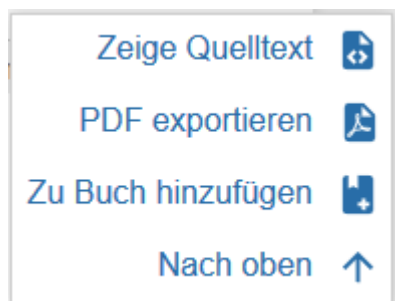 Zeige Quelltext
PDF exportieren
Zu Buch hinzufügen
Nach oben